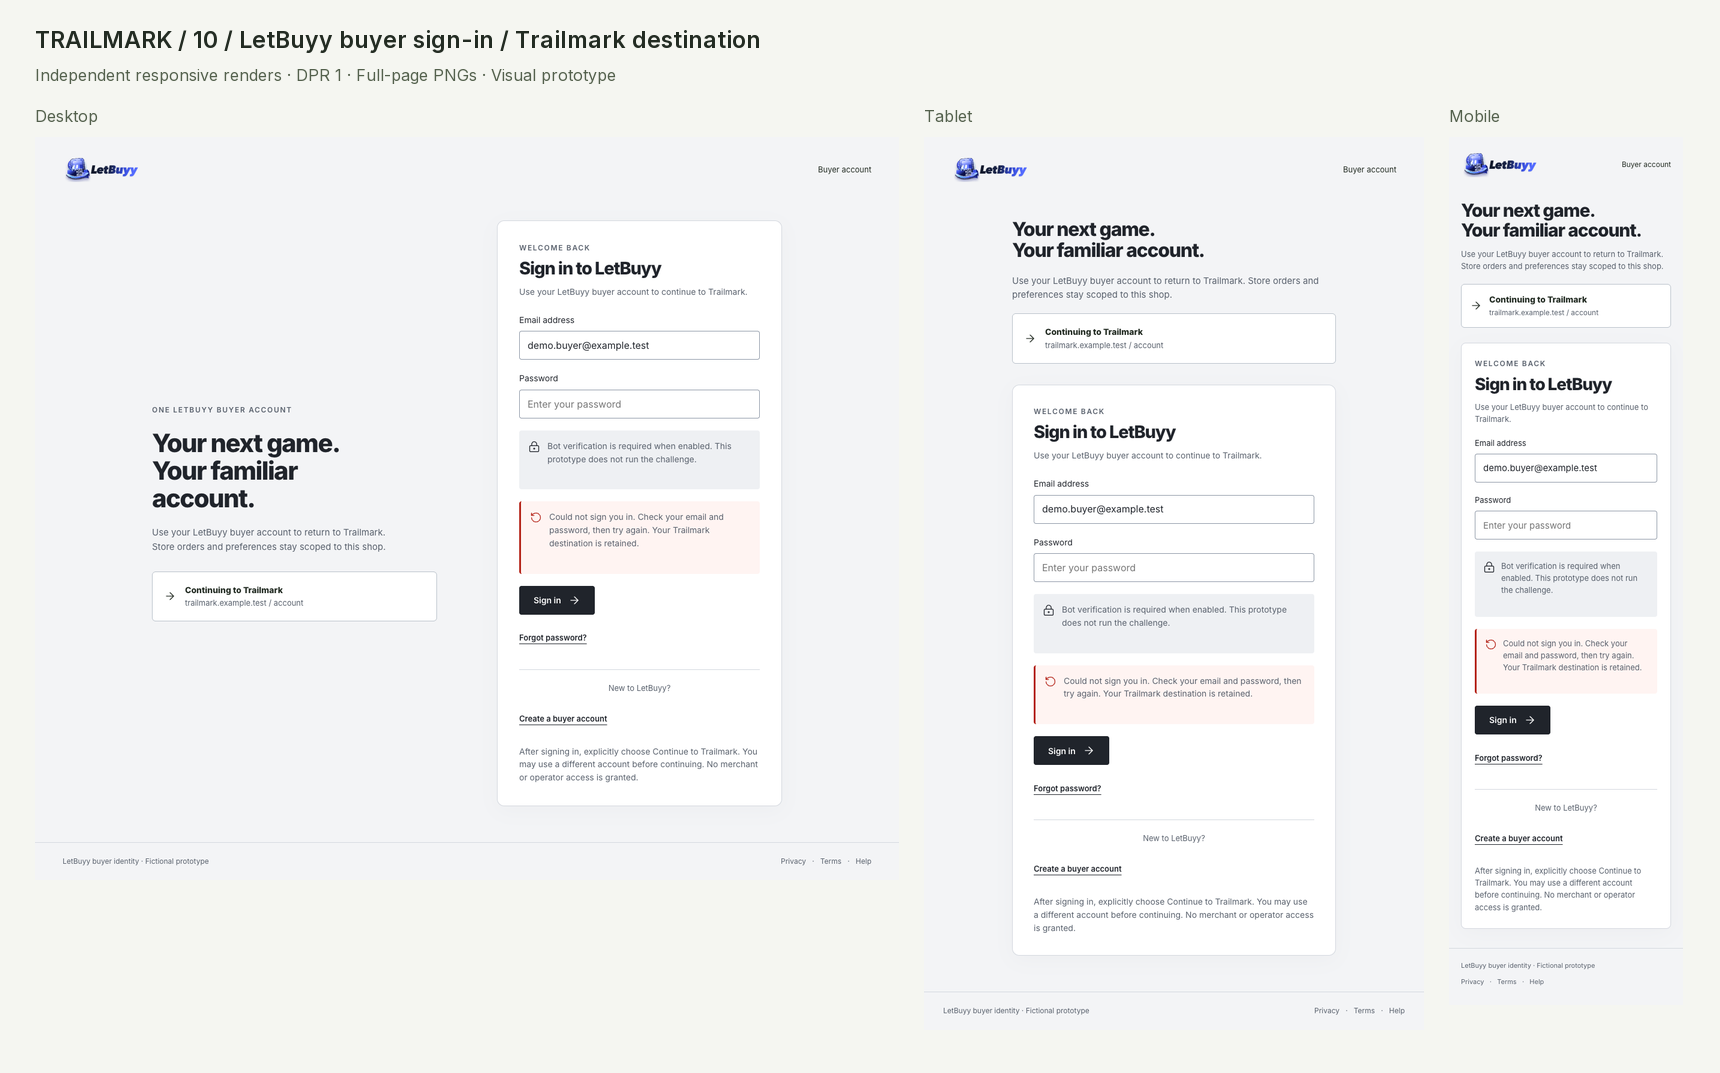 TRAILMARK / 10 / LetBuyy buyer sign-in / Trailmark destination
Independent responsive renders · DPR 1 · Full-page PNGs · Visual prototype
Desktop
LetBuyy
Buyer account
ONE LETBUYY BUYER ACCOUNT
Your next game.
Your familiar
account.
Use your LetBuyy buyer account to return to Trailmark.
Store orders and preferences stay scoped to this shop.
Continuing to Trailmark
trailmark.example.test / account
WELCOME BACK
Sign in to LetBuyy
Use your LetBuyy buyer account to continue to Trailmark.
Email address
demo.buyer@example.test
Password
Enter your password
Bot verification is required when enabled. This
prototype does not run the challenge.
Could not sign you in. Check your email and
password, then try again. Your Trailmark
destination is retained.
Sign in
Forgot password?
New to LetBuyy?
Create a buyer account
After signing in, explicitly choose Continue to Trailmark. You
may use a different account before continuing. No merchant
or operator access is granted.
LetBuyy buyer identity · Fictional prototype
Privacy · Terms · Help
Tablet
LetBuyy
Buyer account
Your next game.
Your familiar account.
Use your LetBuyy buyer account to return to Trailmark. Store orders and
preferences stay scoped to this shop.
Continuing to Trailmark
trailmark.example.test / account
WELCOME BACK
Sign in to LetBuyy
Use your LetBuyy buyer account to continue to Trailmark.
Email address
demo.buyer@example.test
Password
Enter your password
Bot verification is required when enabled. This prototype
does not run the challenge.
Could not sign you in. Check your email and password, then
try again. Your Trailmark destination is retained.
Sign in
Forgot password?
New to LetBuyy?
Create a buyer account
After signing in, explicitly choose Continue to Trailmark. You may use
a different account before continuing. No merchant or operator access
is granted.
LetBuyy buyer identity · Fictional prototype
Privacy · Terms · Help
Mobile
LetBuyy
Buyer account
Your next game.
Your familiar account.
Use your LetBuyy buyer account to return to Trailmark.
Store orders and preferences stay scoped to this shop.
Continuing to Trailmark
trailmark.example.test / account
WELCOME BACK
Sign in to LetBuyy
Use your LetBuyy buyer account to continue to
Trailmark.
Email address
demo.buyer@example.test
Password
Enter your password
Bot verification is required when
enabled. This prototype does not run
the challenge.
Could not sign you in. Check your
email and password, then try again.
Your Trailmark destination is retained.
Sign in
Forgot password?
New to LetBuyy?
Create a buyer account
After signing in, explicitly choose Continue to
Trailmark. You may use a different account
before continuing. No merchant or operator
access is granted.
LetBuyy buyer identity · Fictional prototype
Privacy · Terms · Help